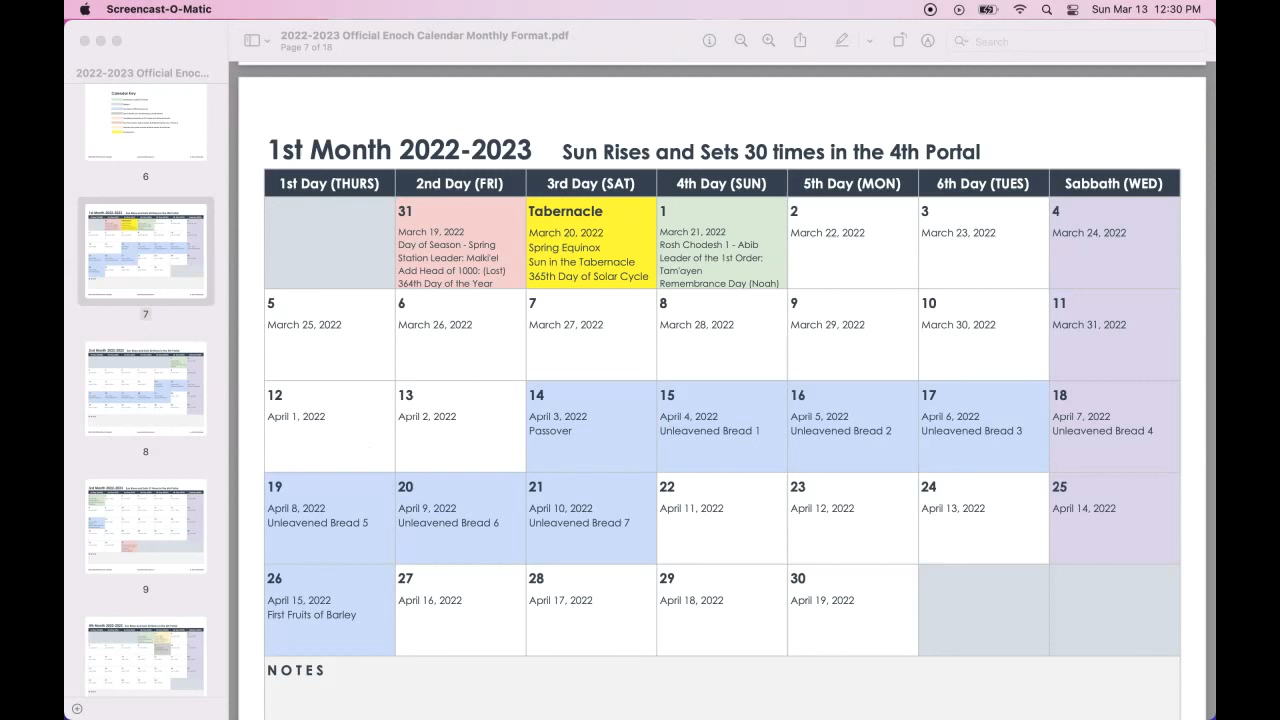 Screencast-O-Matic
Sun Mar 13 12:30 PM
2022-2023 Official Enoch Calendar Monthly Format.pdf
Page 7 of 18
Search
2022-2023 Official Enoc...
Calendar Key
6
7
8
9
1st Month 2022-2023 Sun Rises and Sets 30 times in the 4th Portal
1st Day (THURS) 2nd Day (FRI) 3rd Day (SAT) 4th Day (SUN) 5th Day (MON) 6th Day (TUES) Sabbath (WED)
31
March 19, 2022
Day of Station - Spring
Station Leader: Malki'el
Add Head of 1000: (Lost)
364th Day of the Year
Tabernacle
March 20, 2022
Spring Equinox
Sun in the Tabernacle
365th Day of Solar Cycle
1
March 21, 2022
Rosh Chodesh 1 - Abib
Leader of the 1st Order:
Tam'ayen
Remembrance Day (Noah)
2
March 22, 2022
3
March 23, 2022
4
March 24, 2022
5
March 25, 2022
6
March 26, 2022
7
March 27, 2022
8
March 28, 2022
9
March 29, 2022
10
March 30, 2022
11
March 31, 2022
12
April 1, 2022
13
April 2, 2022
14
April 3, 2022
Passover
15
April 4, 2022
Unleavened Bread 1
16
April 5, 2022
Unleavened Bread 2
17
April 6, 2022
Unleavened Bread 3
18
April 7, 2022
Unleavened Bread 4
19
April 8, 2022
Unleavened Bread 5
20
April 9, 2022
Unleavened Bread 6
21
April 10, 2022
Unleavened Bread 7
22
April 11, 2022
23
April 12, 2022
24
April 13, 2022
25
April 14, 2022
26
April 15, 2022
First Fruits of Barley
27
April 16, 2022
28
April 17, 2022
29
April 18, 2022
30
April 19, 2022
NOTES